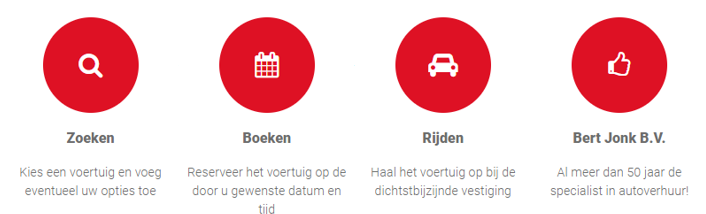 Zoeken
Kies een voertuig en voeg
eventueel uw opties toe
Boeken
Reserveer het voertuig op de
door u gewenste datum en
tijd
Rijden
Haal het voertuig op bij de
dichtstbijzijnde vestiging
Bert Jonk B.V.
Al meer dan 50 jaar de
specialist in autoverhuur!